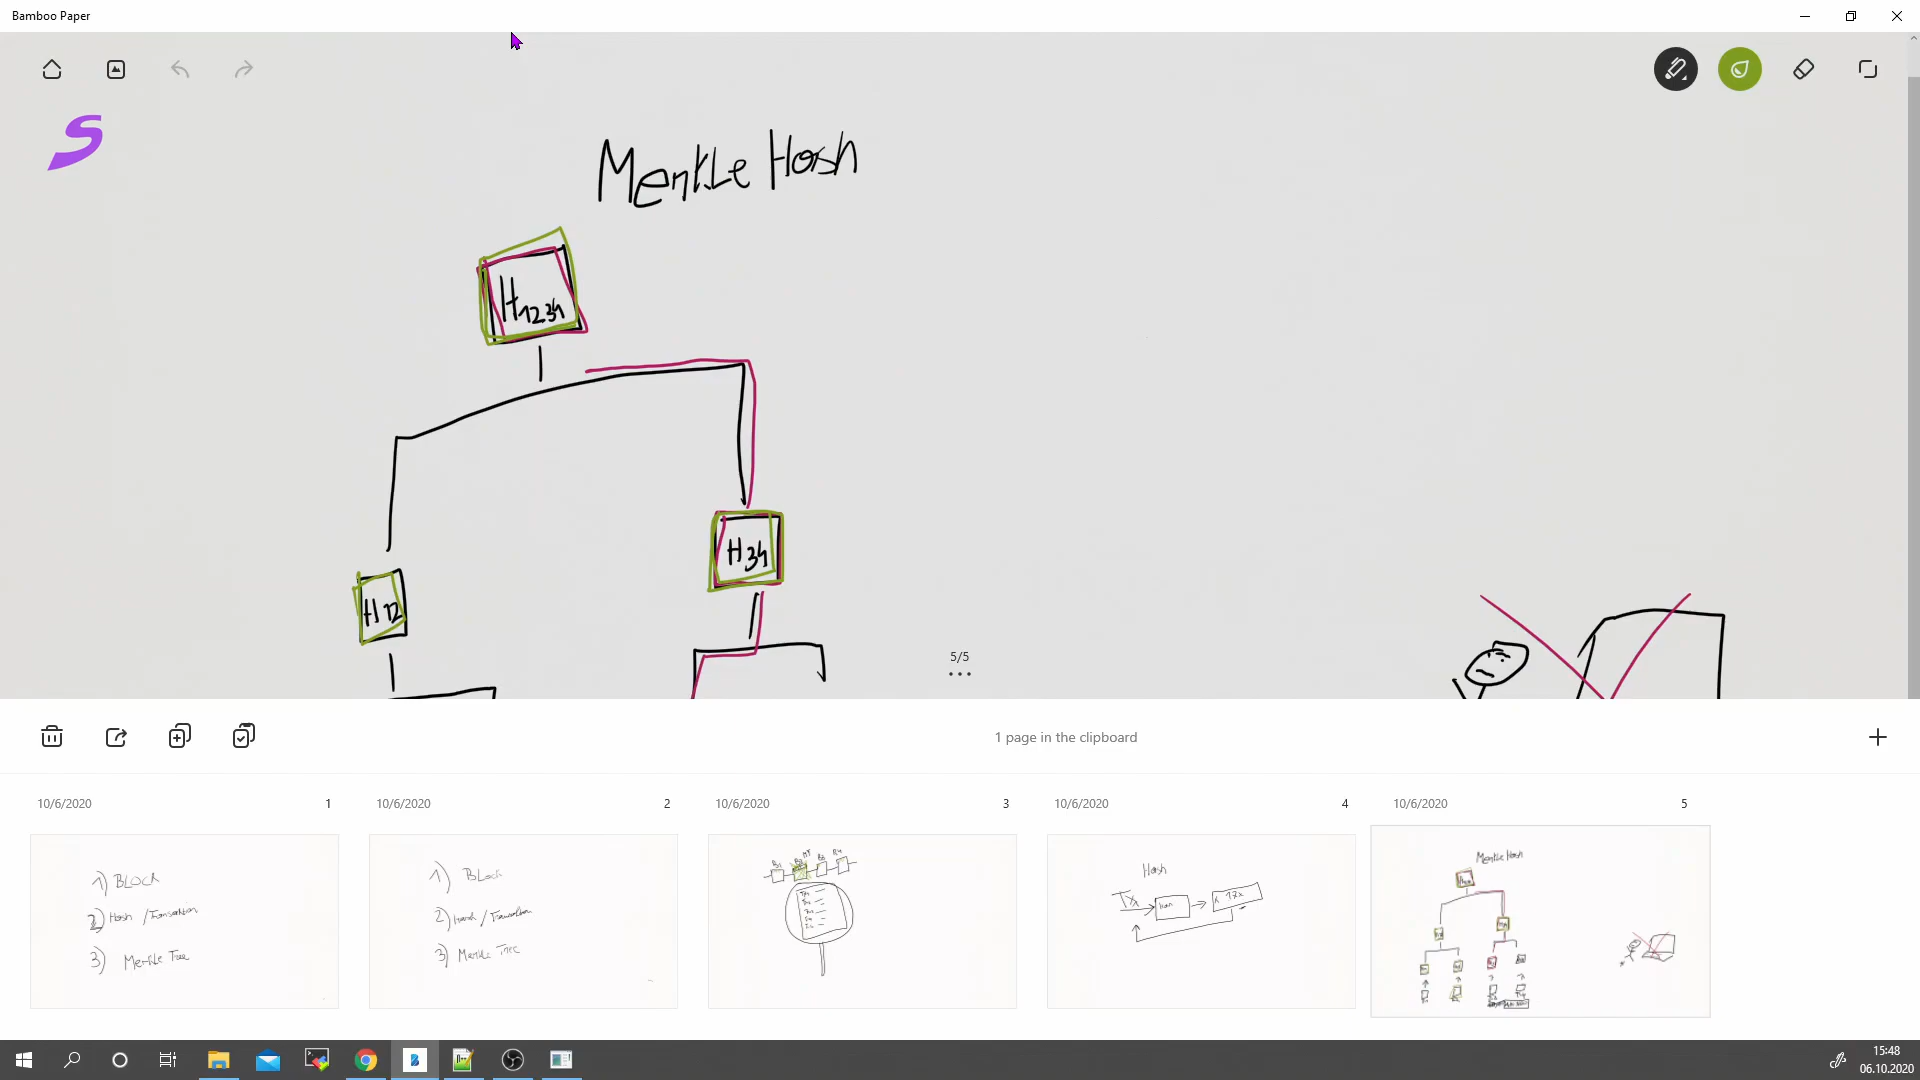 Bamboo Paper
Merkle Hash
H1234
H34
H12
5/5
1 page in the clipboard
10/6/2020 1
10/6/2020 2
10/6/2020 3
10/6/2020 4
10/6/2020 5
1) BLOCK
2) Hash / Transaktion
3) Merkle Tree
1) BLock
2) Hash / Transaktion
3) Merkle Tree
Hash
Tx
Hash
Merkle Hash
15:48
06.10.2020